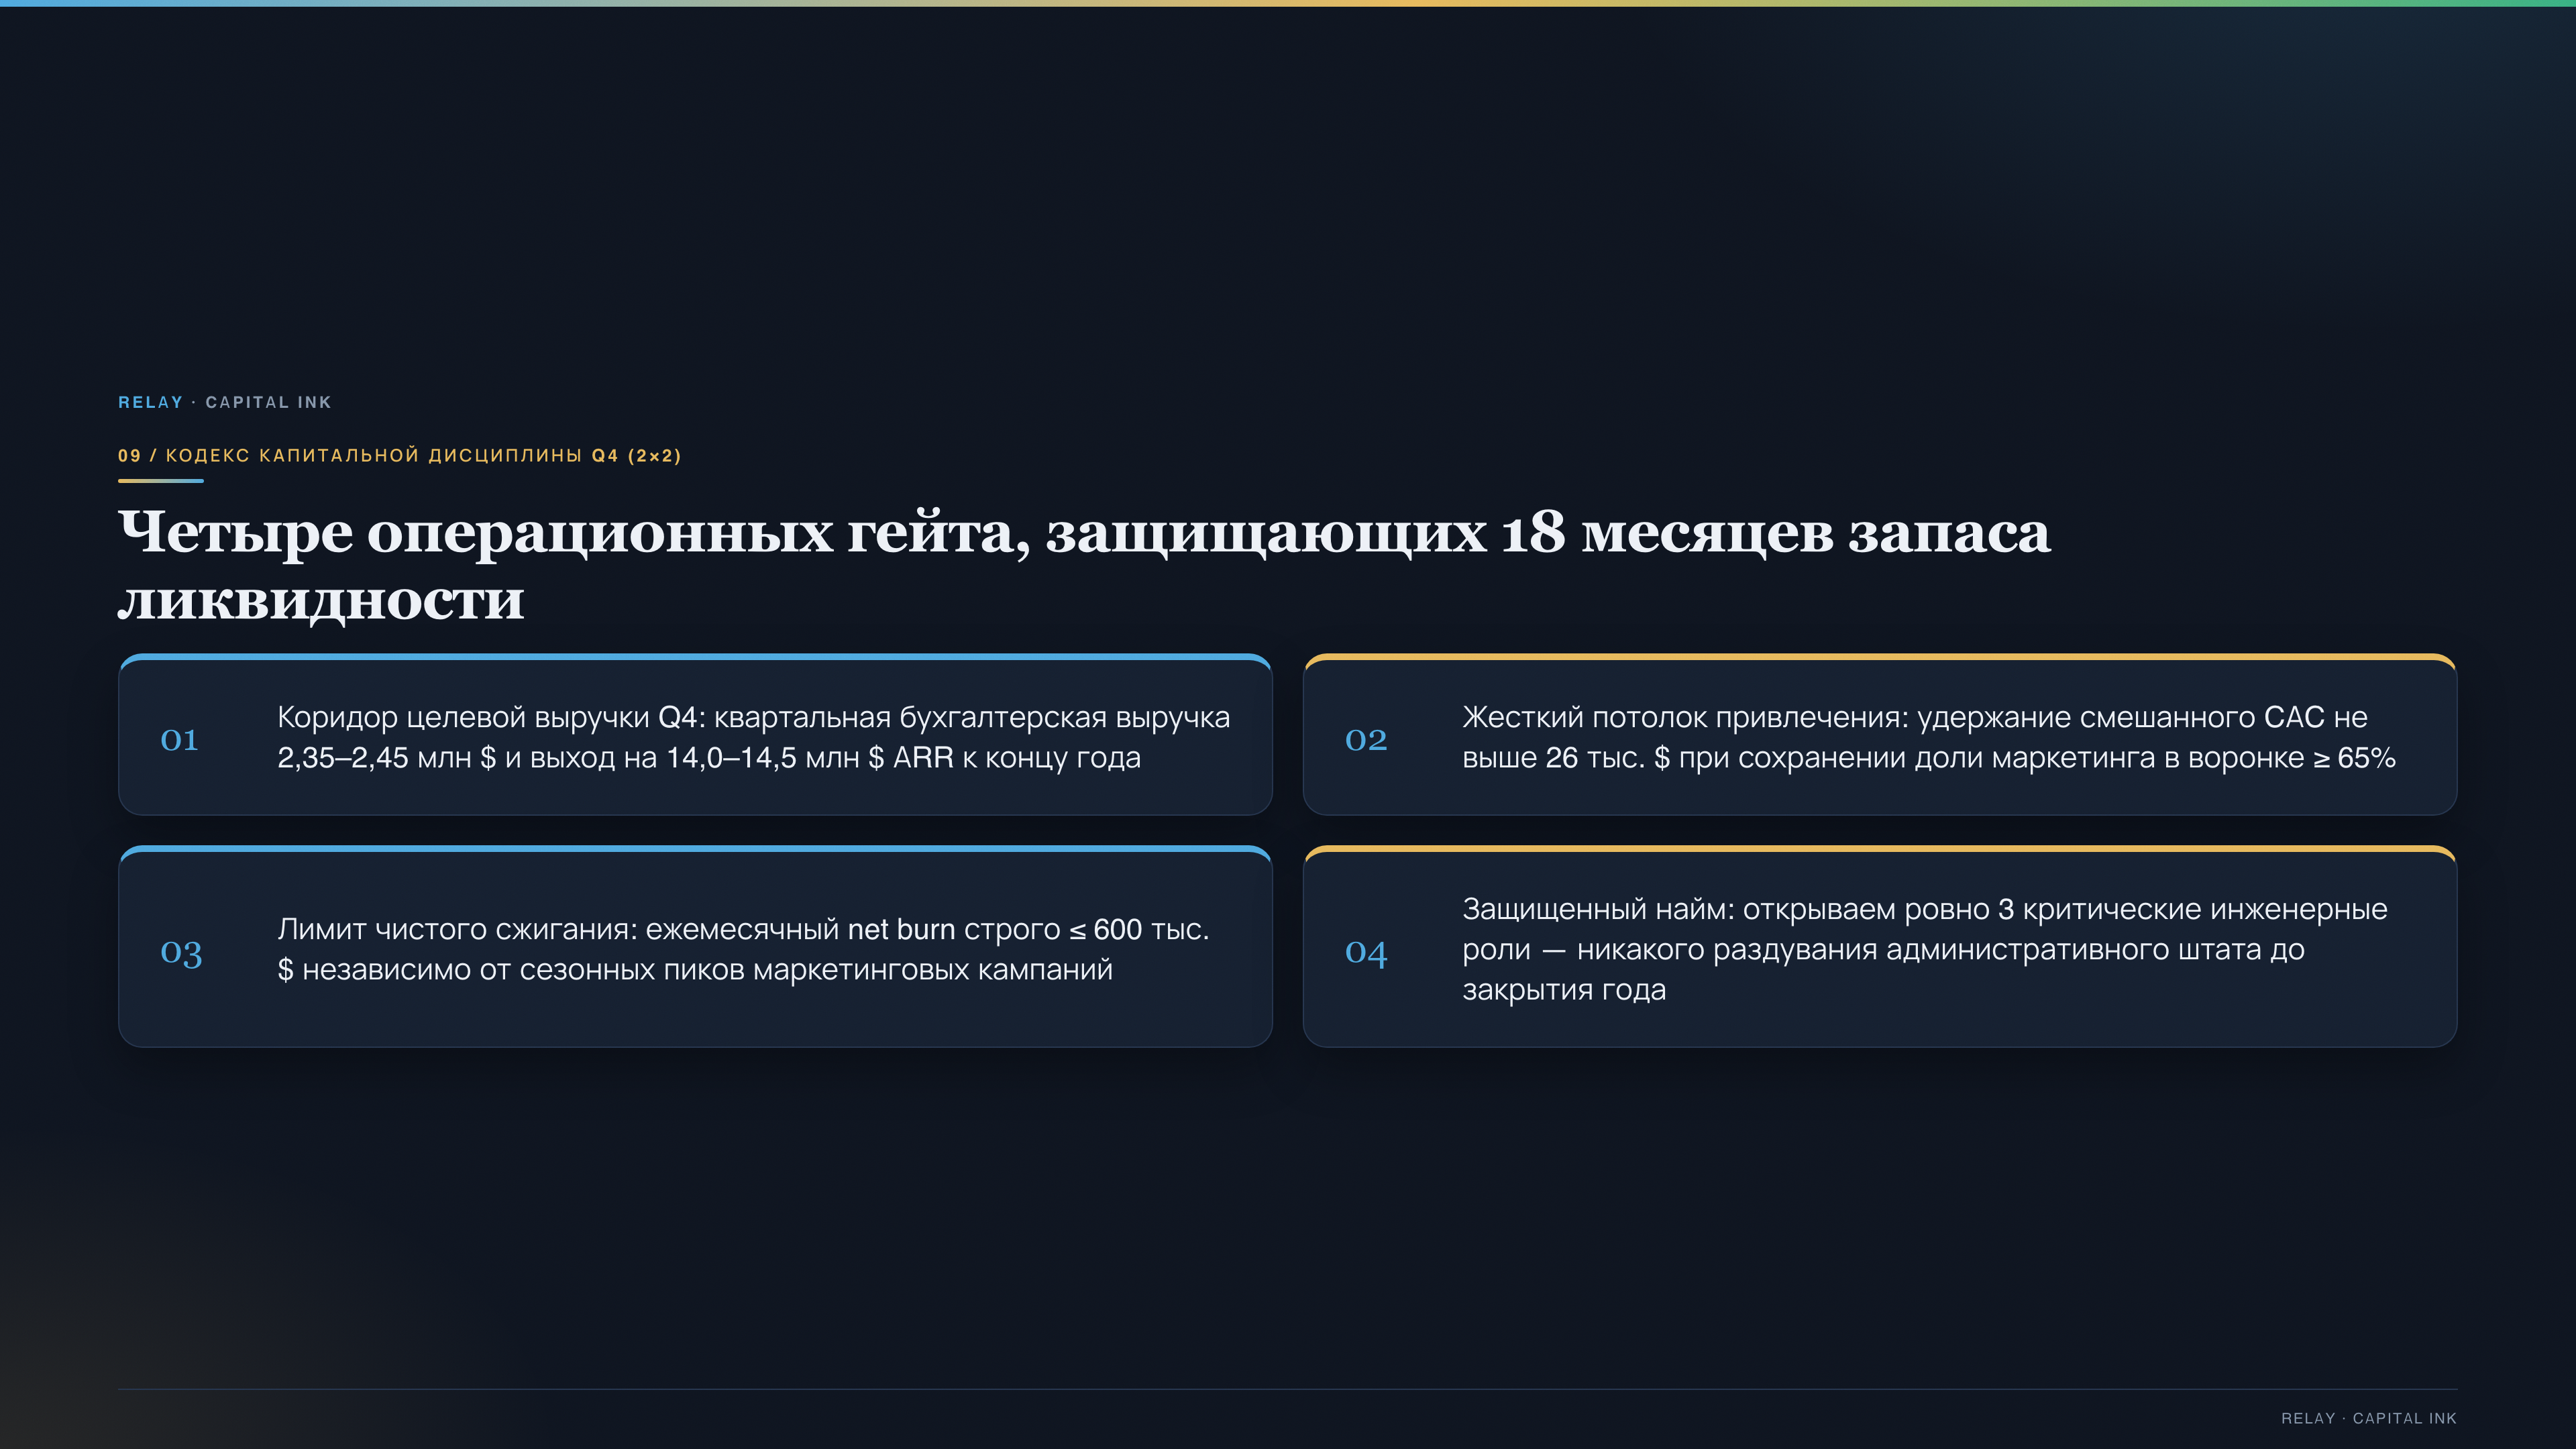 RELAY · CAPITAL INK
09 / КОДЕКС КАПИТАЛЬНОЙ ДИСЦИПЛИНЫ Q4 (2×2)
Четыре операционных гейта, защищающих 18 месяцев запаса
ликвидности
01
Коридор целевой выручки Q4: квартальная бухгалтерская выручка
2,35–2,45 млн $ и выход на 14,0–14,5 млн $ ARR к концу года
02
Жесткий потолок привлечения: удержание смешанного CAC не
выше 26 тыс. $ при сохранении доли маркетинга в воронке ≥ 65%
03
Лимит чистого сжигания: ежемесячный net burn строго ≤ 600 тыс.
$ независимо от сезонных пиков маркетинговых кампаний
04
Защищенный найм: открываем ровно 3 критические инженерные
роли — никакого раздувания административного штата до
закрытия года
RELAY · CAPITAL INK